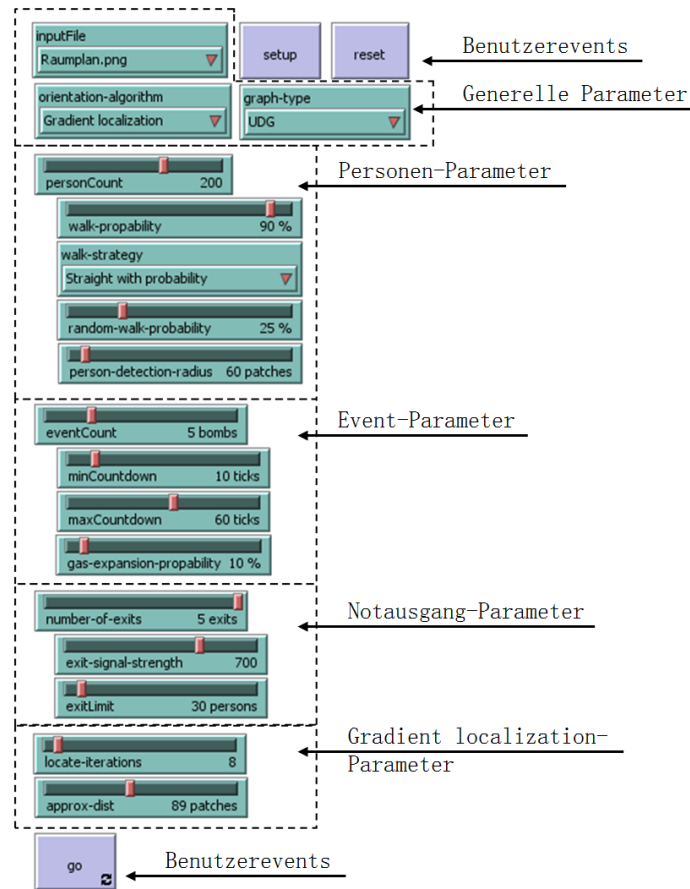 inputFile
Raumplan.png
setup
reset
Benutzerevents
orientation-algorithm
Gradient localization
graph-type
UDG
Generelle Parameter
personCount 200
Personen-Parameter
walk-propability 90 %
walk-strategy
Straight with probability
random-walk-probability 25 %
person-detection-radius 60 patches
eventCount 5 bombs
Event-Parameter
minCountdown 10 ticks
maxCountdown 60 ticks
gas-expansion-propability 10 %
number-of-exits 5 exits
Notausgang-Parameter
exit-signal-strength 700
exitLimit 30 persons
locate-iterations 8
Gradient localization-
Parameter
approx-dist 89 patches
go
Benutzerevents